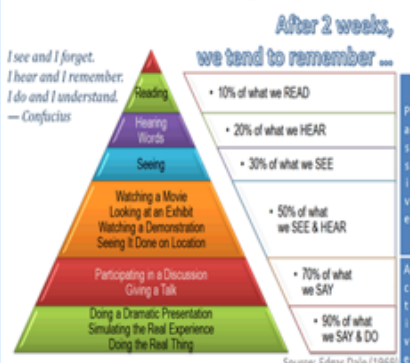 After 2 weeks,
we tend to remember ...
I see and I forget.
I hear and I remember.
I do and I understand.
— Confucius
Reading
• 10% of what we READ
Hearing
Words
• 20% of what we HEAR
Seeing
• 30% of what we SEE
Watching a Movie
Looking at an Exhibit
Watching a Demonstration
Seeing It Done on Location
• 50% of what
we SEE & HEAR
Participating in a Discussion
Giving a Talk
• 70% of what
we SAY
Doing a Dramatic Presentation
Simulating the Real Experience
Doing the Real Thing
• 90% of what
we SAY & DO
P
a
s
s
i
v
e
A
c
t
i
v
Source: Edgar Dale (1969)